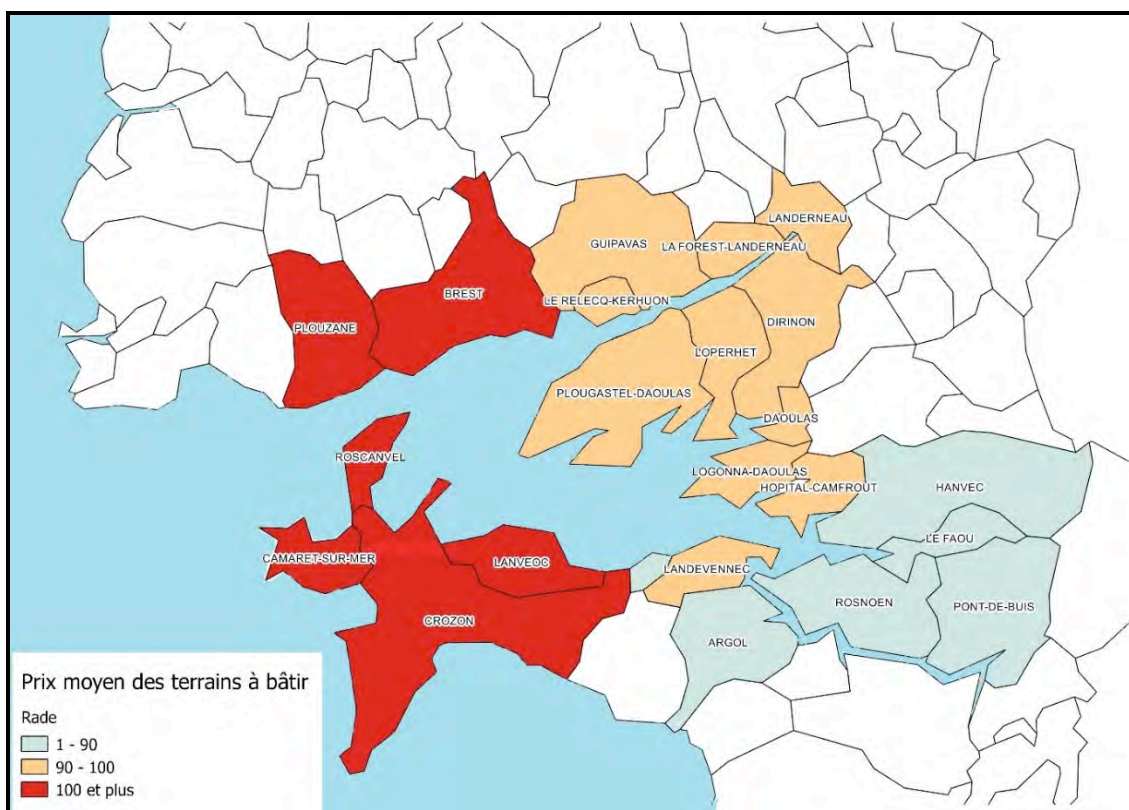 LANDERNEAU
GUIPAVAS
LA FOREST-LANDERNEAU
BREST
LE RELECQ-KERHUON
PLOUZANE
DIRINON
LOPERHET
PLOUGASTEL-DAOULAS
DAOULAS
ROSCANVEL
LOGONNA-DAOULAS
HOPITAL-CAMFROUT
HANVEC
LE FAOU
CAMARET-SUR-MER
LANVEOC
LANDEVENNEC
ROSNOEN
PONT-DE-BUIS
CROZON
ARGOL
Prix moyen des terrains à bâtir
Rade
1 - 90
90 - 100
100 et plus